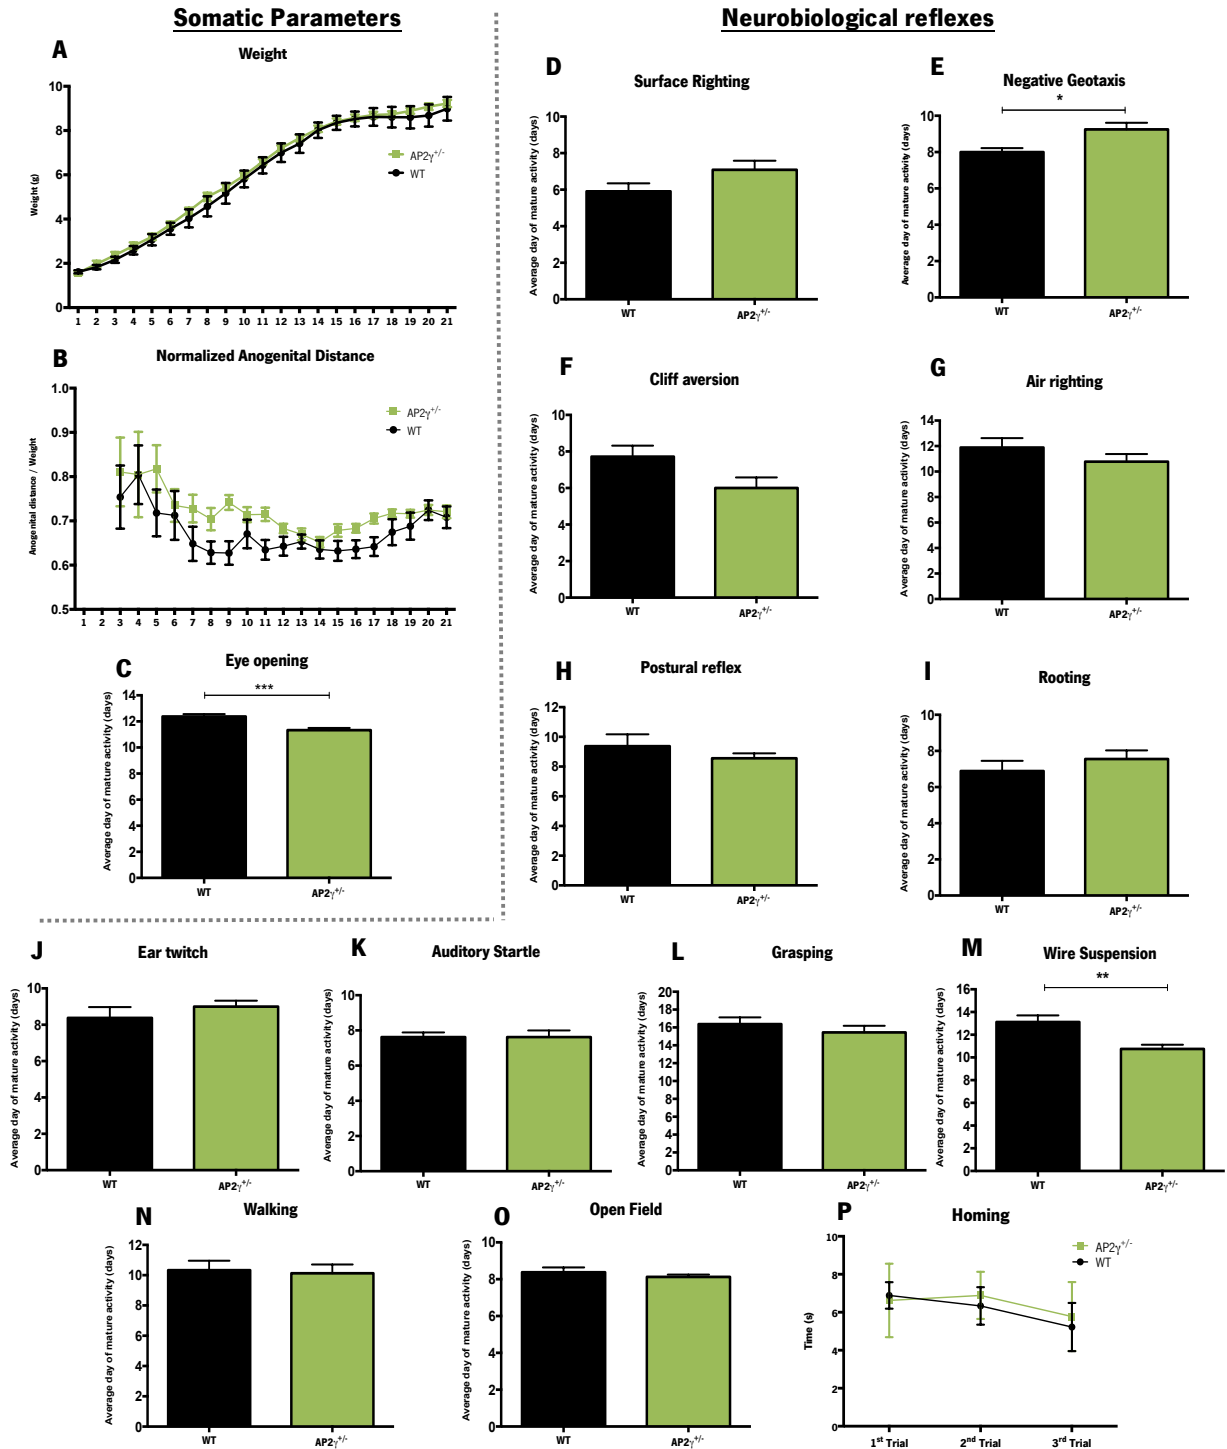 Somatic Parameters
Neurobiological reflexes
A
Weight
Weight (g)
10
8
6
4
2
0
AP2γ+/-
WT
1 2 3 4 5 6 7 8 9 10 11 12 13 14 15 16 17 18 19 20 21
B
Normalized Anogenital Distance
Anogenital distance / Weight
1.0
0.9
0.8
0.7
0.6
0.5
AP2γ+/-
WT
1 2 3 4 5 6 7 8 9 10 11 12 13 14 15 16 17 18 19 20 21
C
Eye opening
Average day of mature activity (days)
14
12
10
8
6
4
2
0
***
WT AP2γ+/-
D
Surface Righting
Average day of mature activity (days)
10
8
6
4
2
0
WT AP2γ+/-
E
Negative Geotaxis
Average day of mature activity (days)
10
8
6
4
2
0
*
WT AP2γ+/-
F
Cliff aversion
Average day of mature activity (days)
10
8
6
4
2
0
WT AP2γ+/-
G
Air righting
Average day of mature activity (days)
14
12
10
8
6
4
2
0
WT AP2γ+/-
H
Postural reflex
Average day of mature activity (days)
12
10
8
6
4
2
0
WT AP2γ+/-
I
Rooting
Average day of mature activity (days)
10
8
6
4
2
0
WT AP2γ+/-
J
Ear twitch
Average day of mature activity (days)
10
8
6
4
2
0
WT AP2γ+/-
K
Auditory Startle
Average day of mature activity (days)
10
8
6
4
2
0
WT AP2γ+/-
L
Grasping
Average day of mature activity (days)
20
18
16
14
12
10
8
6
4
2
0
WT AP2γ+/-
M
Wire Suspension
Average day of mature activity (days)
16
14
12
10
8
6
4
2
0
**
WT AP2γ+/-
N
Walking
Average day of mature activity (days)
12
10
8
6
4
2
0
WT AP2γ+/-
O
Open Field
Average day of mature activity (days)
10
8
6
4
2
0
WT AP2γ+/-
P
Homing
Time (s)
10
8
6
4
2
0
AP2γ+/-
WT
1st Trial 2nd Trial 3rd Trial